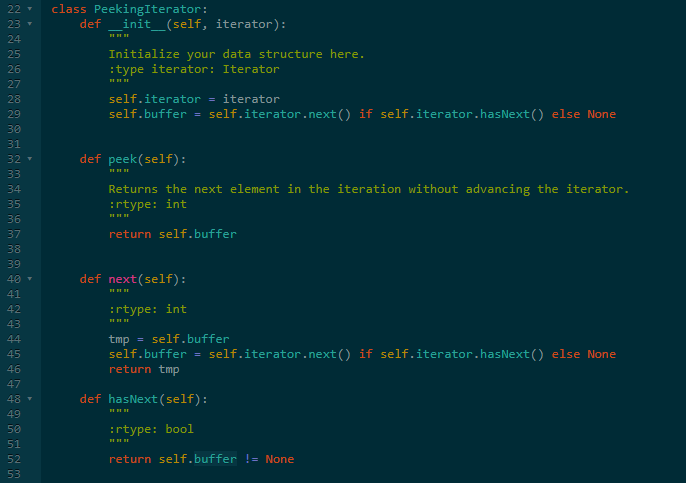 22 class PeekingIterator:
23     def __init__(self, iterator):
24         """
25         Initialize your data structure here.
26         :type iterator: Iterator
27         """
28         self.iterator = iterator
29         self.buffer = self.iterator.next() if self.iterator.hasNext() else None
30
31
32     def peek(self):
33         """
34         Returns the next element in the iteration without advancing the iterator.
35         :rtype: int
36         """
37         return self.buffer
38
39
40     def next(self):
41         """
42         :rtype: int
43         """
44         tmp = self.buffer
45         self.buffer = self.iterator.next() if self.iterator.hasNext() else None
46         return tmp
47
48     def hasNext(self):
49         """
50         :rtype: bool
51         """
52         return self.buffer != None
53